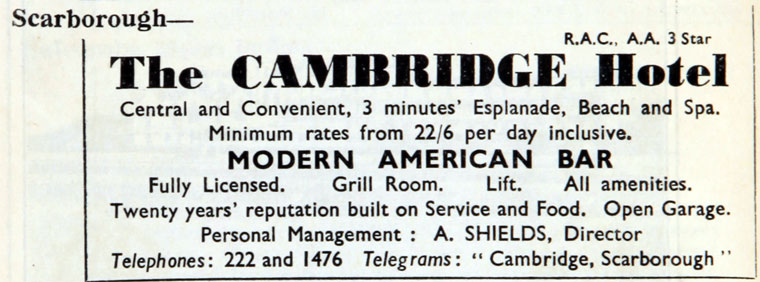 Scarborough—
R.A.C., A.A. 3 Star
The CAMBRIDGE Hotel
Central and Convenient, 3 minutes' Esplanade, Beach and Spa.
Minimum rates from 22/6 per day inclusive.
MODERN AMERICAN BAR
Fully Licensed. Grill Room. Lift. All amenities.
Twenty years' reputation built on Service and Food. Open Garage.
Personal Management : A. SHIELDS, Director
Telephones: 222 and 1476 Telegrams: "Cambridge, Scarborough"